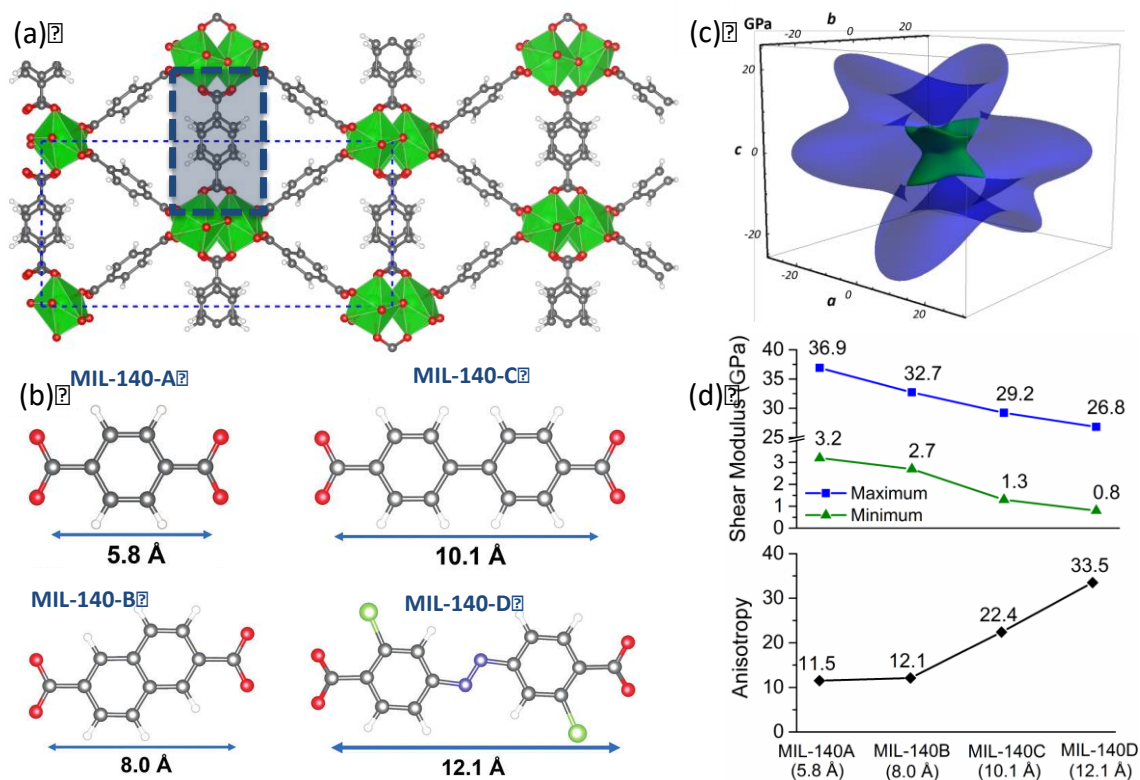 (a)
MIL-140-A
MIL-140-C
(b)
5.8 Å
10.1 Å
MIL-140-B
MIL-140-D
8.0 Å
12.1 Å
(c)
GPa
b
-20
0
20
20
c
0
-20
-20
0
20
a
(d)
Shear Modulus (GPa)
40
35
30
25
3
2
1
0
36.9
32.7
29.2
26.8
3.2
2.7
1.3
0.8
Maximum
Minimum
Anisotropy
40
30
20
10
0
11.5
12.1
22.4
33.5
MIL-140A
(5.8 Å)
MIL-140B
(8.0 Å)
MIL-140C
(10.1 Å)
MIL-140D
(12.1 Å)